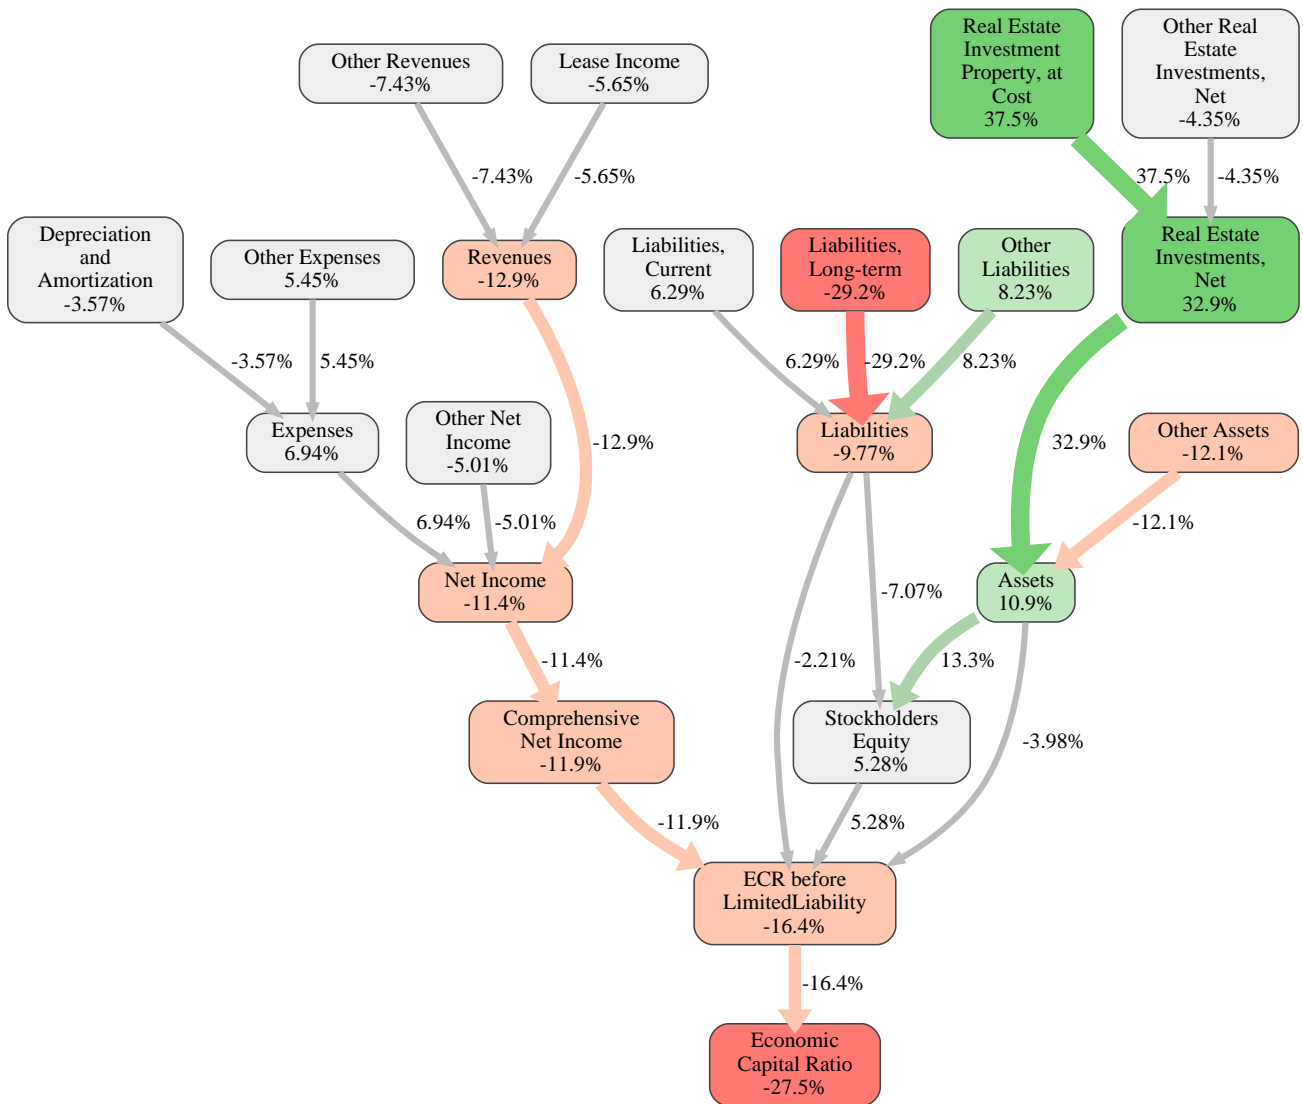 Real Estate
Investment
Property, at
Cost
37.5%
Other Real
Estate
Investments,
Net
-4.35%
Other Revenues
-7.43%
Lease Income
-5.65%
-7.43%
-5.65%
37.5%
-4.35%
Depreciation
and
Amortization
-3.57%
Other Expenses
5.45%
Revenues
-12.9%
Liabilities,
Current
6.29%
Liabilities,
Long-term
-29.2%
Other
Liabilities
8.23%
Real Estate
Investments,
Net
32.9%
-3.57%
5.45%
6.29%
-29.2%
8.23%
Expenses
6.94%
Other Net
Income
-5.01%
-12.9%
Liabilities
-9.77%
32.9%
Other Assets
-12.1%
6.94%
-5.01%
-12.1%
Net Income
-11.4%
-7.07%
Assets
10.9%
-11.4%
-2.21%
13.3%
Comprehensive
Net Income
-11.9%
Stockholders
Equity
5.28%
-3.98%
-11.9%
5.28%
ECR before
LimitedLiability
-16.4%
-16.4%
Economic
Capital Ratio
-27.5%